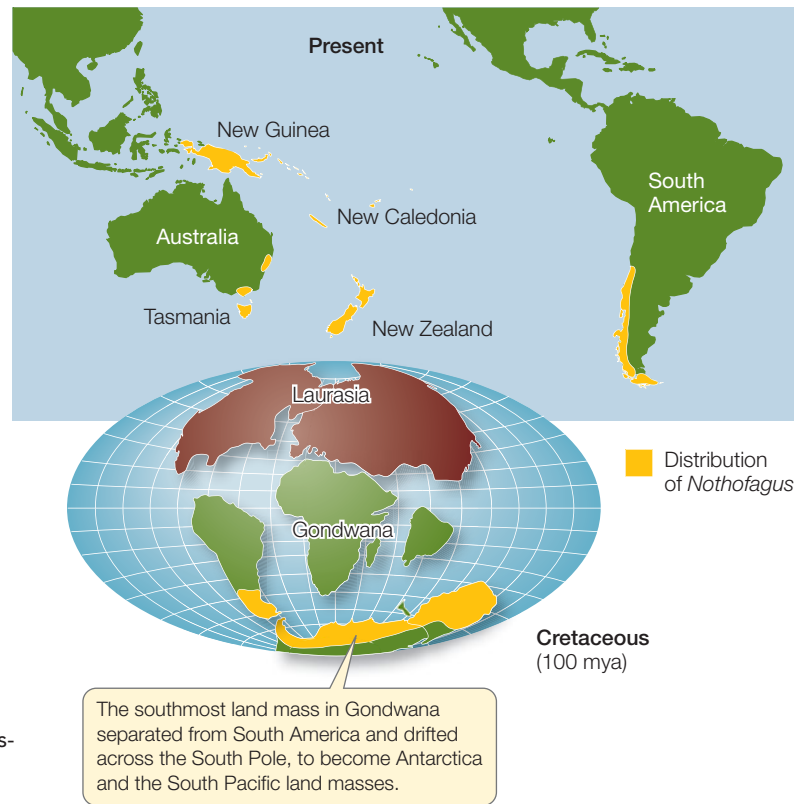 Present
New Guinea
South
America
New Caledonia
Australia
Tasmania
New Zealand
Laurasia
Distribution
of Nothofagus
Gondwana
Cretaceous
(100 mya)
The southmost land mass in Gondwana
separated from South America and drifted
across the South Pole, to become Antarctica
and the South Pacific land masses.
s-